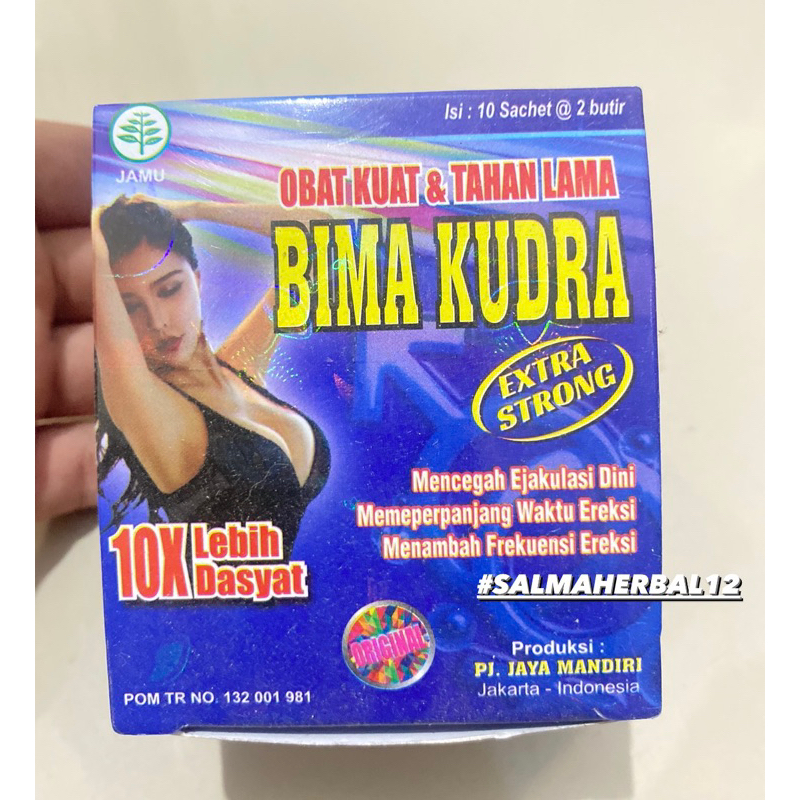 Isi : 10 Sachet @ 2 butir
JAMU
OBAT KUAT & TAHAN LAMA
BIMA KUDRA
EXTRA
STRONG
Mencegah Ejakulasi Dini
Memeperpanjang Waktu Ereksi
Menambah Frekuensi Ereksi
10X Lebih
Dasyat
#SALMAHERBAL12
ORIGINAL
Produksi :
PJ. JAYA MANDIRI
Jakarta - Indonesia
POM TR NO. 132 001 981